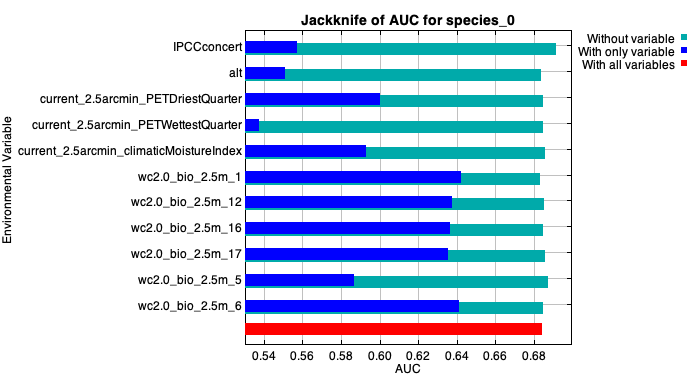 Jackknife of AUC for species_0
Without variable
With only variable
With all variables
Environmental Variable
IPCCconcert
alt
current_2.5arcmin_PETDriestQuarter
current_2.5arcmin_PETWettestQuarter
current_2.5arcmin_climaticMoistureIndex
wc2.0_bio_2.5m_1
wc2.0_bio_2.5m_12
wc2.0_bio_2.5m_16
wc2.0_bio_2.5m_17
wc2.0_bio_2.5m_5
wc2.0_bio_2.5m_6
0.54 0.56 0.58 0.60 0.62 0.64 0.66 0.68
AUC